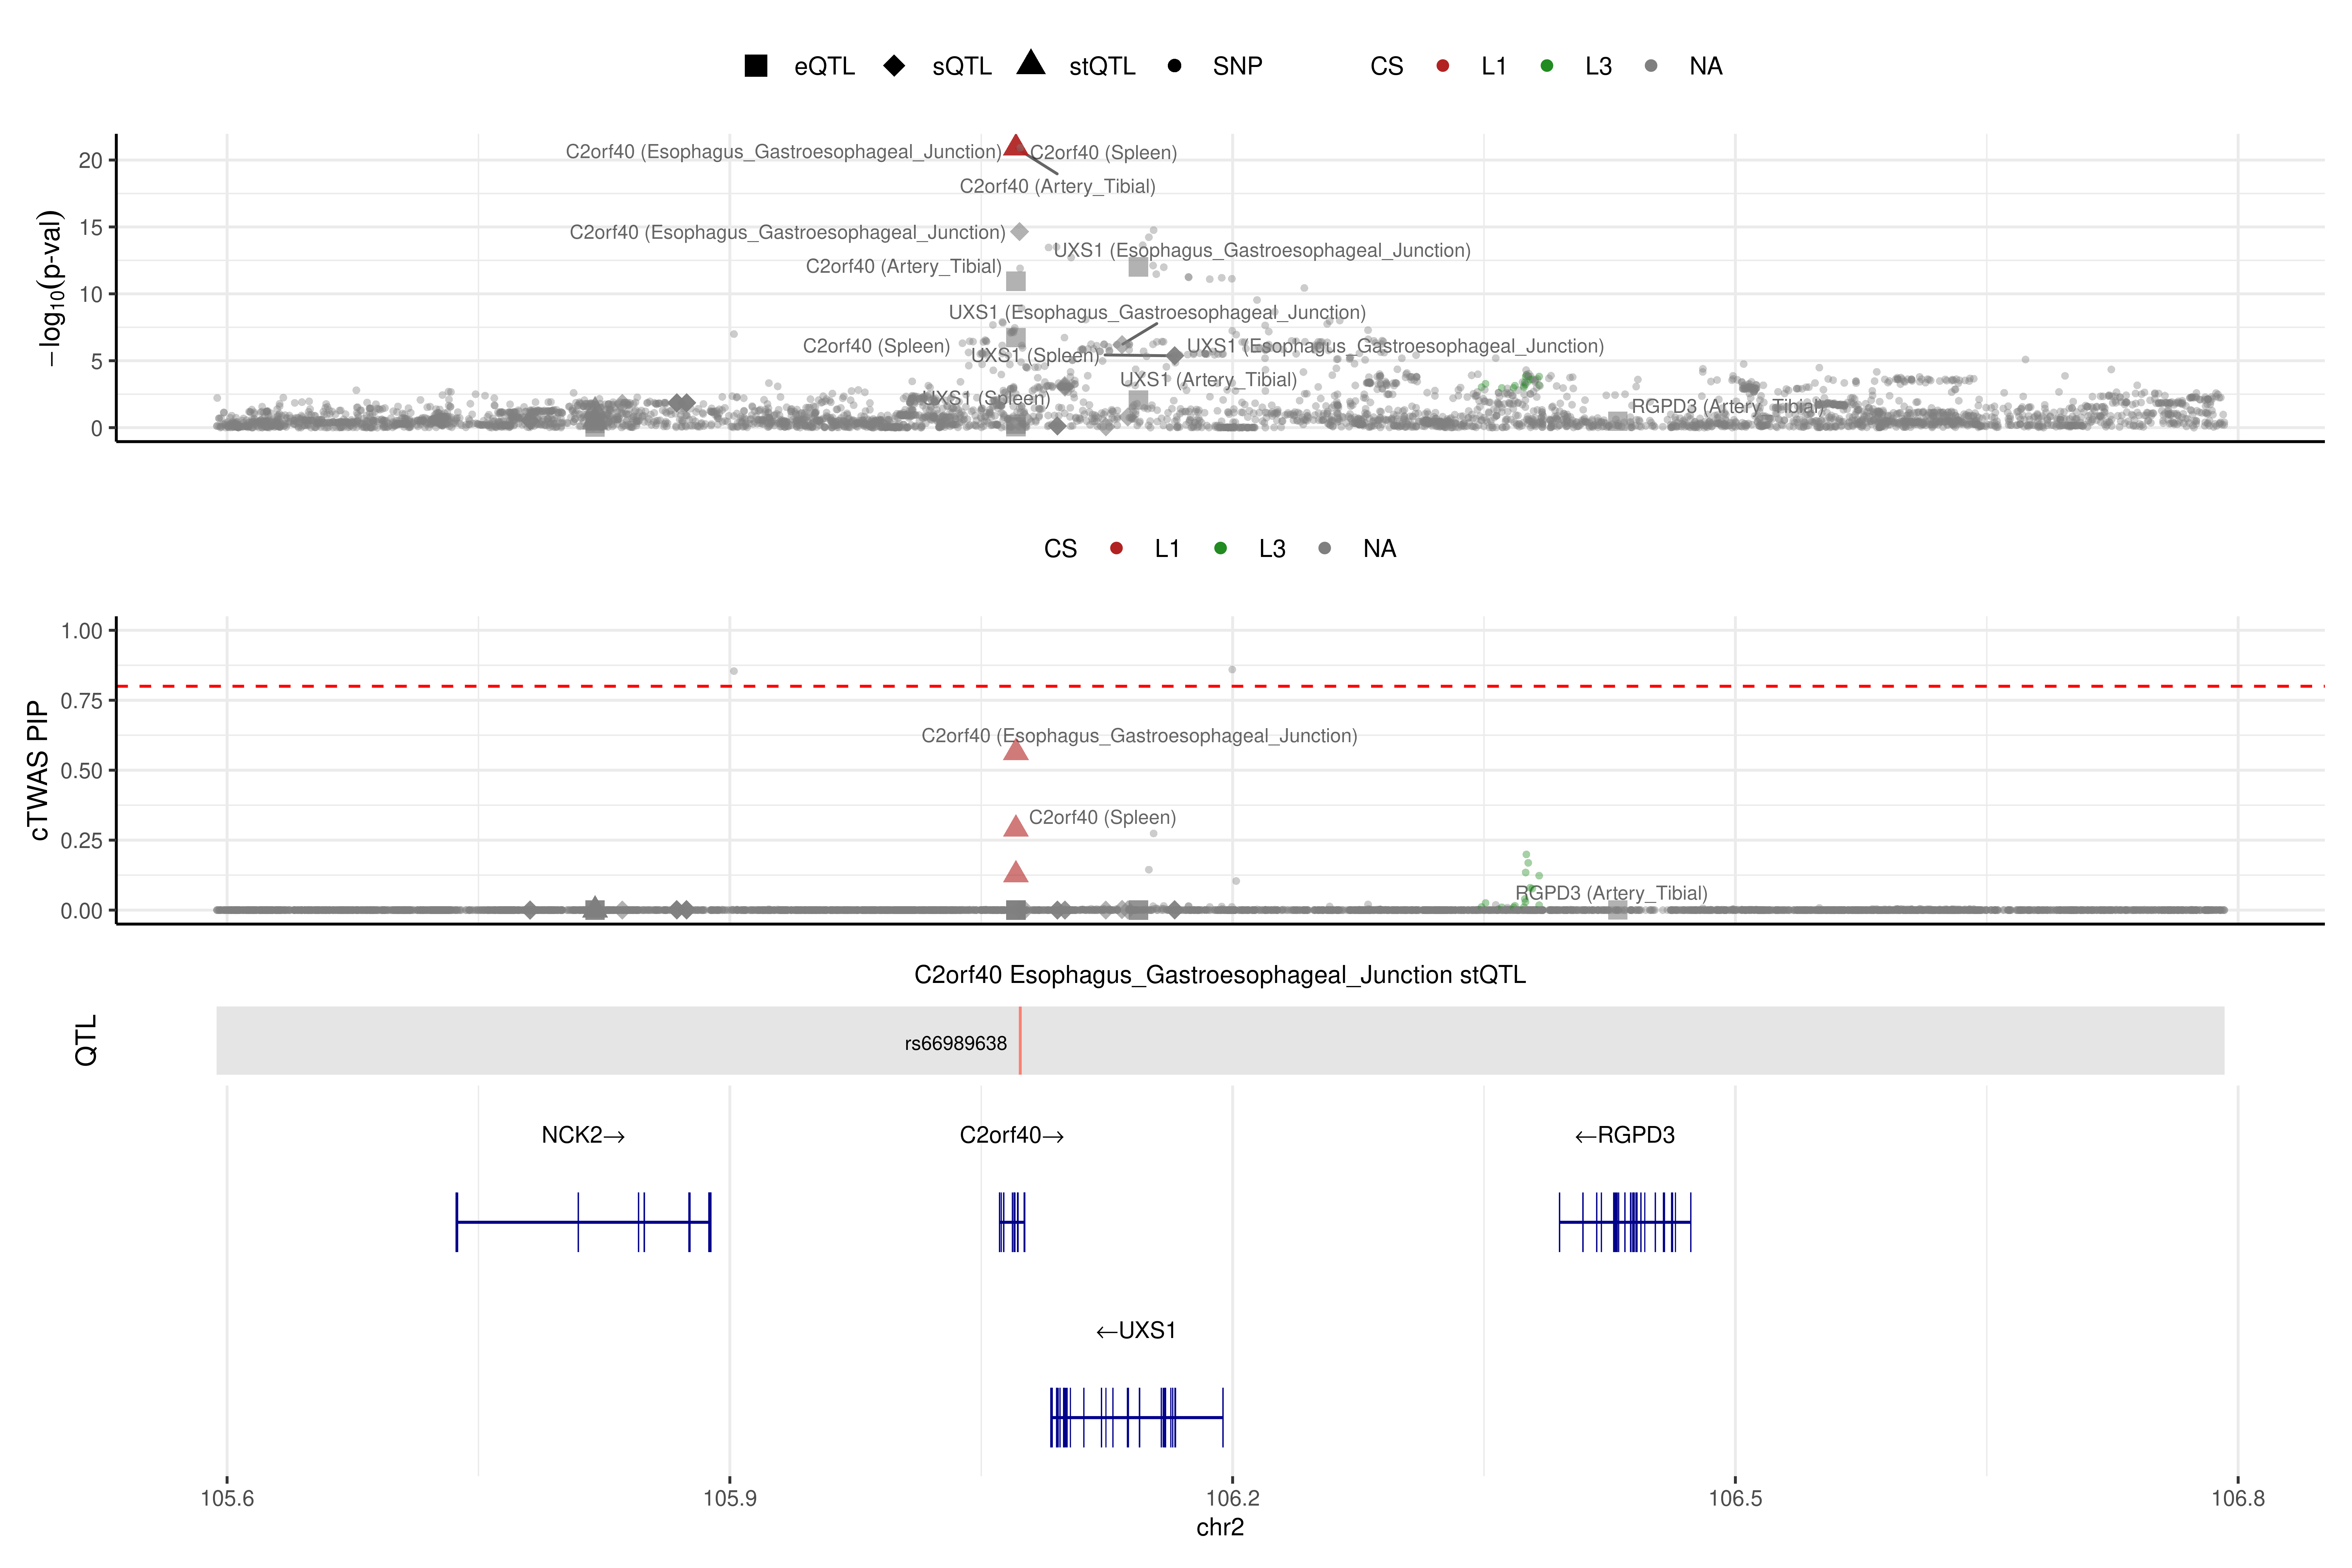 eQTL sQTL stQTL SNP CS L1 L3 NA
−log10(p-val)
20
15
10
5
0
C2orf40 (Esophagus_Gastroesophageal_Junction)
C2orf40 (Spleen)
C2orf40 (Artery_Tibial)
C2orf40 (Esophagus_Gastroesophageal_Junction)
UXS1 (Esophagus_Gastroesophageal_Junction)
C2orf40 (Artery_Tibial)
UXS1 (Esophagus_Gastroesophageal_Junction)
C2orf40 (Spleen)
UXS1 (Esophagus_Gastroesophageal_Junction)
UXS1 (Spleen)
UXS1 (Artery_Tibial)
UXS1 (Spleen)
RGPD3 (Artery_Tibial)
CS L1 L3 NA
cTWAS PIP
1.00
0.75
0.50
0.25
0.00
C2orf40 (Esophagus_Gastroesophageal_Junction)
C2orf40 (Spleen)
RGPD3 (Artery_Tibial)
C2orf40 Esophagus_Gastroesophageal_Junction stQTL
QTL
rs66989638
NCK2→ C2orf40→ ←RGPD3
←UXS1
105.6 105.9 106.2 106.5 106.8
chr2